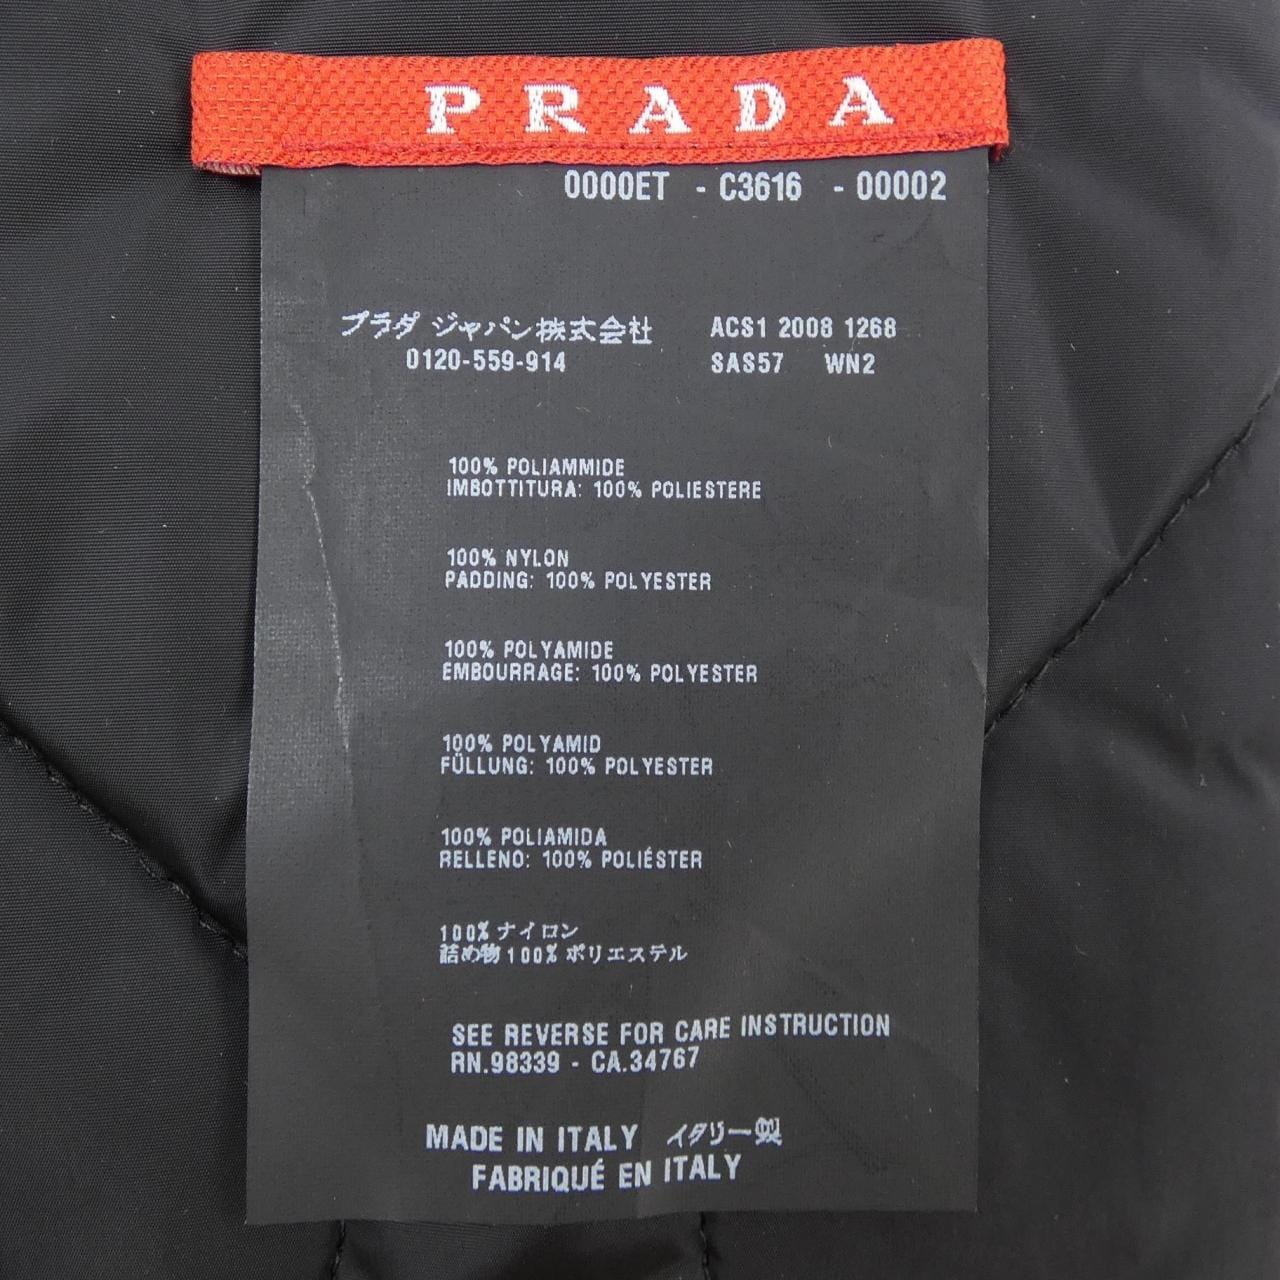 PRADA
0000ET - C3616 - 00002
プラダ ジャパン株式会社 ACS1 2008 1268
0120-559-914 SAS57 WN2
100% POLIAMMIDE
IMBOTTITURA: 100% POLIESTERE
100% NYLON
PADDING: 100% POLYESTER
100% POLYAMIDE
EMBOURRAGE: 100% POLYESTER
100% POLYAMID
FÜLLUNG: 100% POLYESTER
100% POLIAMIDA
RELLENO: 100% POLIÉSTER
100% ナイロン
詰め物100% ポリエステル
SEE REVERSE FOR CARE INSTRUCTION
RN.98339 - CA.34767
MADE IN ITALY イタリー製
FABRIQUÉ EN ITALY